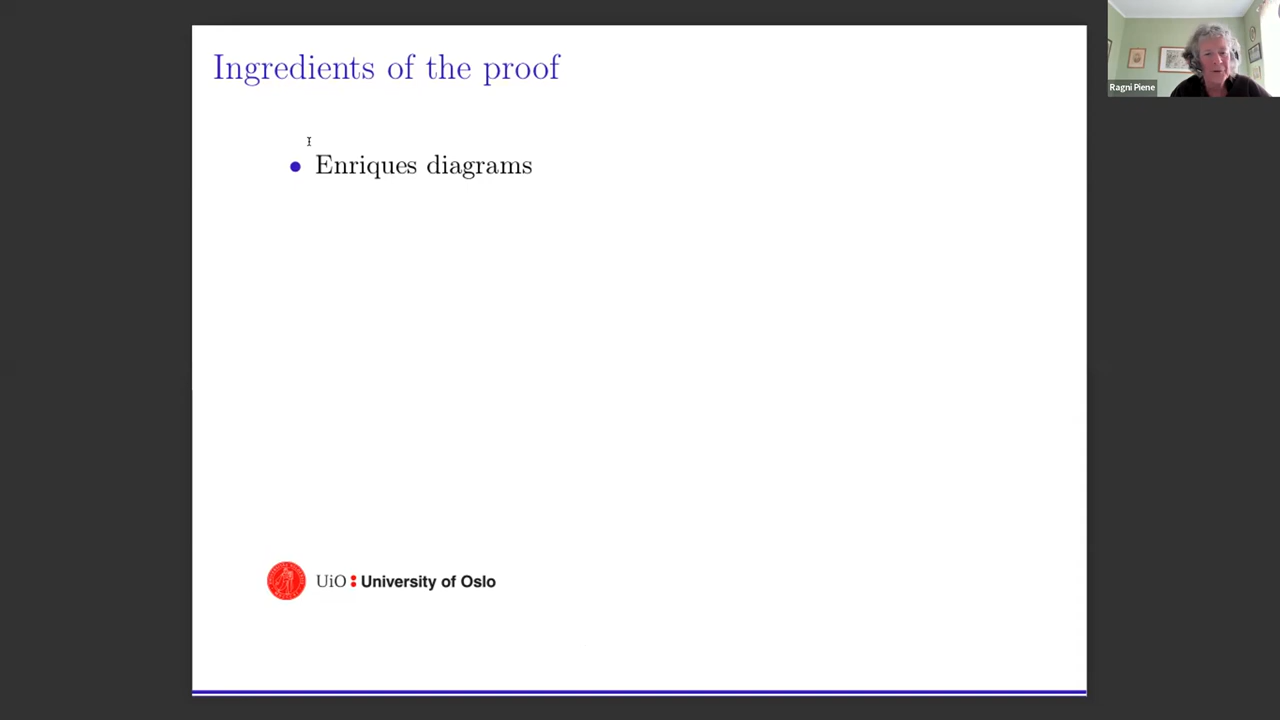 Ingredients of the proof
Ragni Piene
• Enriques diagrams
UiO : University of Oslo